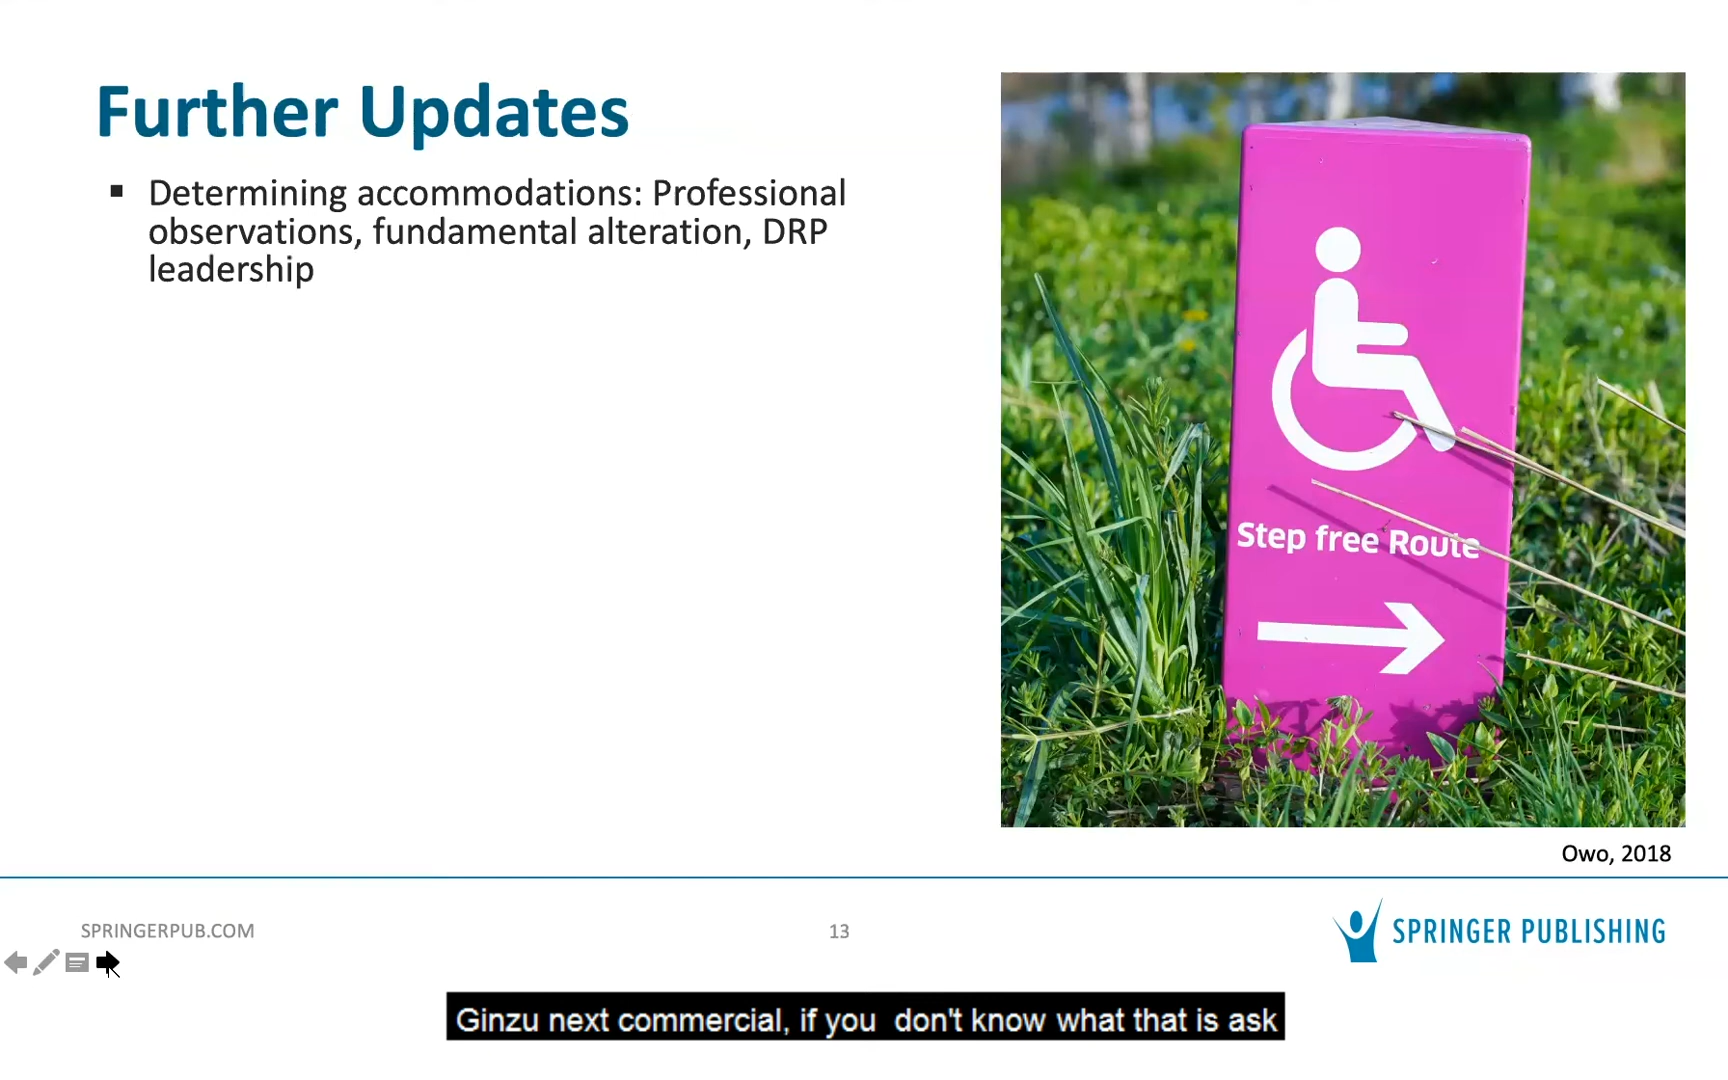 Further Updates
▪ Determining accommodations: Professional
observations, fundamental alteration, DRP
leadership
Step free Route
Owo, 2018
SPRINGERPUB.COM
13
SPRINGER PUBLISHING
Ginzu next commercial, if you  don't know what that is ask